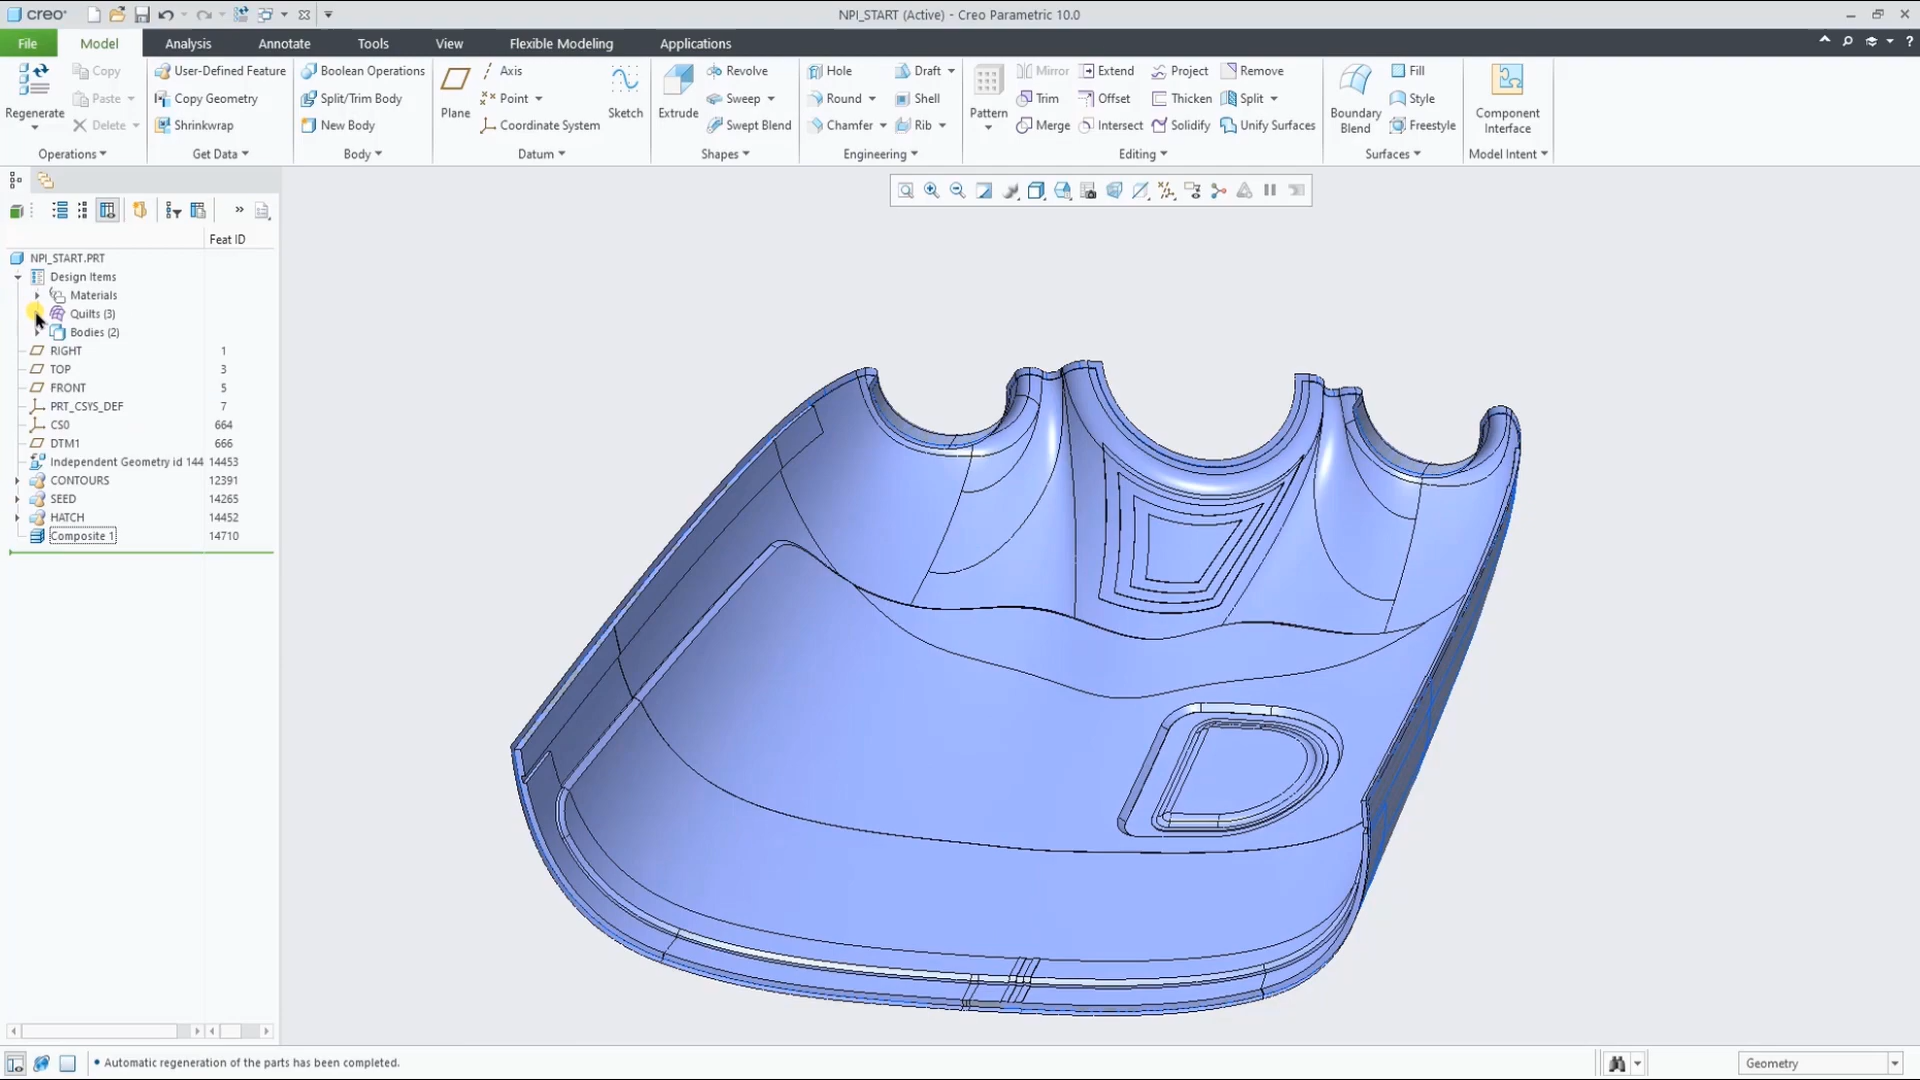 creo
NPI_START (Active) - Creo Parametric 10.0
File Model Analysis Annotate Tools View Flexible Modeling Applications
Regenerate
Copy
Paste
Delete
Operations
User-Defined Feature
Copy Geometry
Shrinkwrap
Get Data
Boolean Operations
Split/Trim Body
New Body
Body
Plane
Axis
Point
Coordinate System
Sketch
Datum
Extrude
Revolve
Sweep
Swept Blend
Shapes
Hole
Round
Chamfer
Draft
Shell
Rib
Engineering
Pattern
Mirror
Trim
Merge
Extend
Offset
Intersect
Project
Thicken
Solidify
Remove
Split
Unify Surfaces
Editing
Boundary
Blend
Fill
Style
Freestyle
Surfaces
Component
Interface
Model Intent
Feat ID
NPI_START.PRT
Design Items
Materials
Quilts (3)
Bodies (2)
RIGHT 1
TOP 3
FRONT 5
PRT_CSYS_DEF 7
CS0 664
DTM1 666
Independent Geometry id 144 14453
CONTOURS 12391
SEED 14265
HATCH 14452
Composite 1 14710
• Automatic regeneration of the parts has been completed.
Geometry